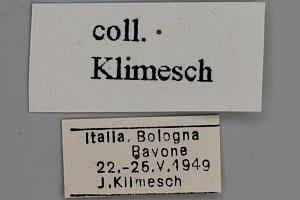 coll.
Klimesch
Italia, Bologna
Bavone
22.-25.V.1949
J.Klimesch